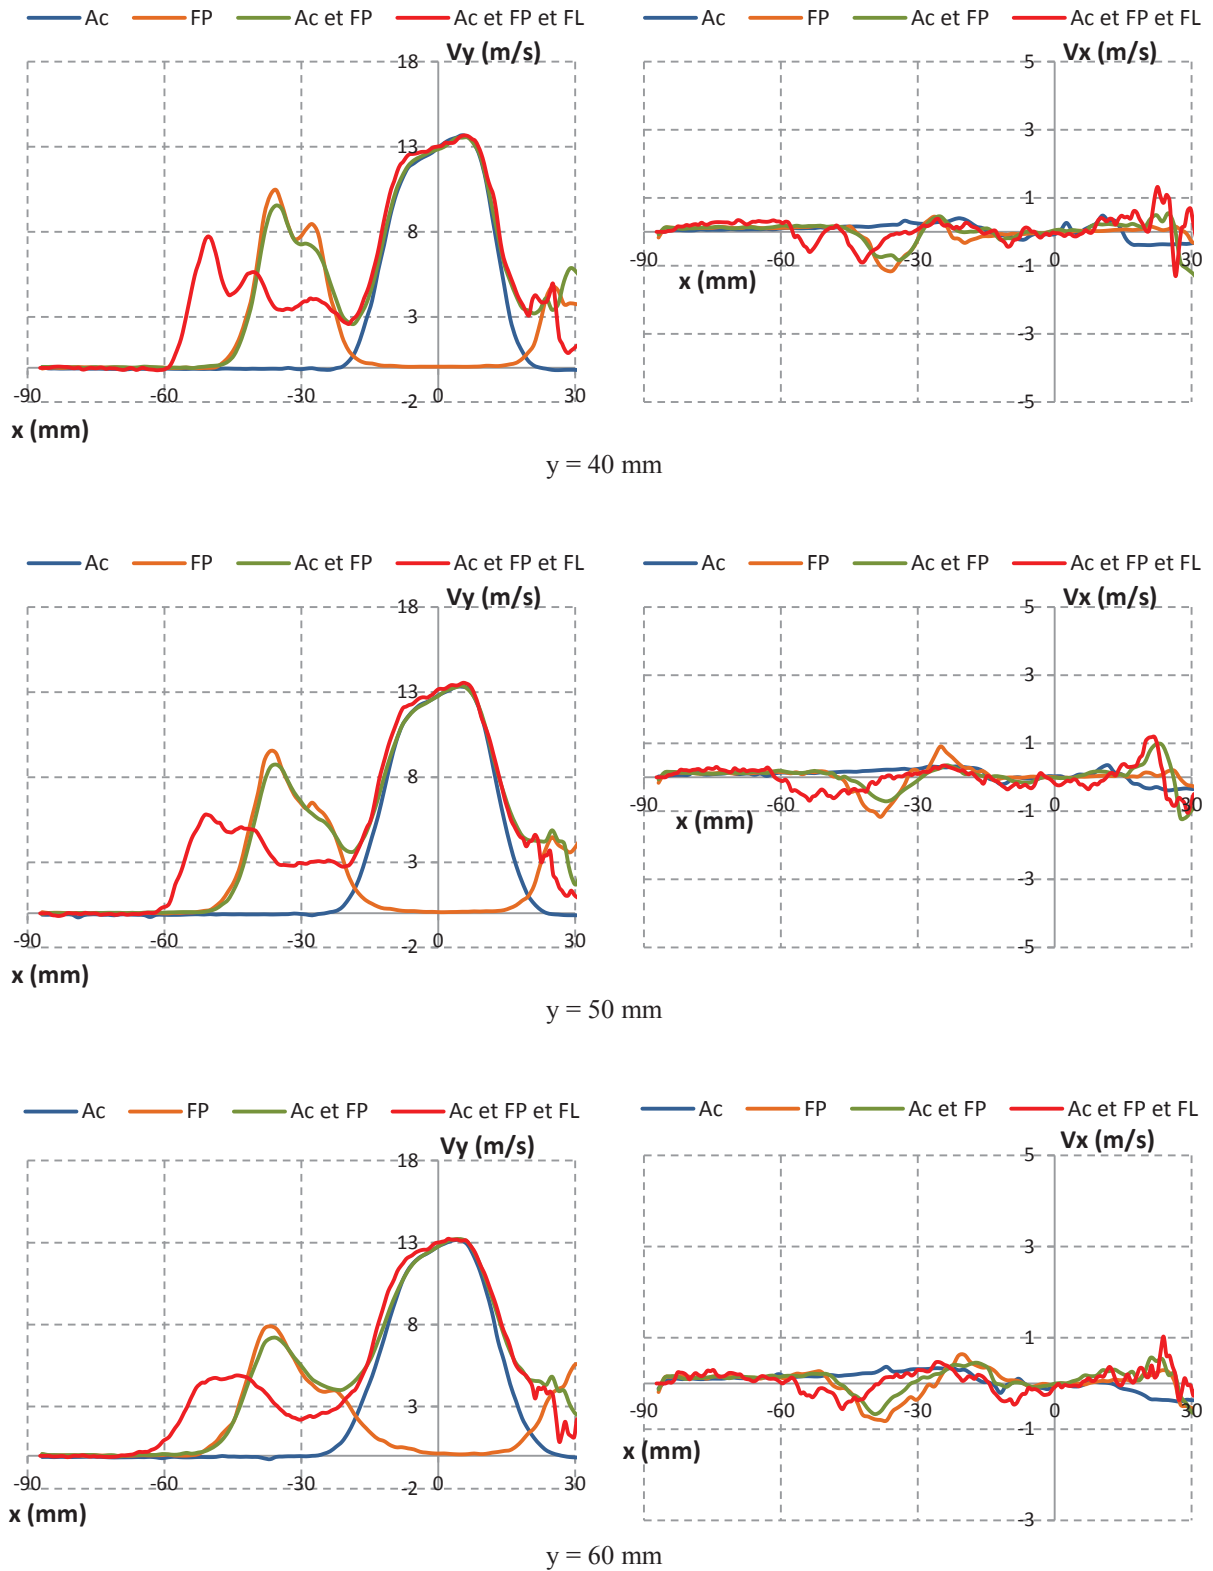 Ac FP Ac et FP Ac et FP et FL
Vy (m/s)
18
13
8
3
-2
-90 -60 -30 0 30
x (mm)
Ac FP Ac et FP Ac et FP et FL
Vx (m/s)
5
3
1
-1
-3
-5
-90 -60 -30 0 30
x (mm)
y = 40 mm
Ac FP Ac et FP Ac et FP et FL
Vy (m/s)
18
13
8
3
-2
-90 -60 -30 0 30
x (mm)
Ac FP Ac et FP Ac et FP et FL
Vx (m/s)
5
3
1
-1
-3
-5
-90 -60 -30 0 30
x (mm)
y = 50 mm
Ac FP Ac et FP Ac et FP et FL
Vy (m/s)
18
13
8
3
-2
-90 -60 -30 0 30
x (mm)
Ac FP Ac et FP Ac et FP et FL
Vx (m/s)
5
3
1
-1
-3
-90 -60 -30 0 30
x (mm)
y = 60 mm